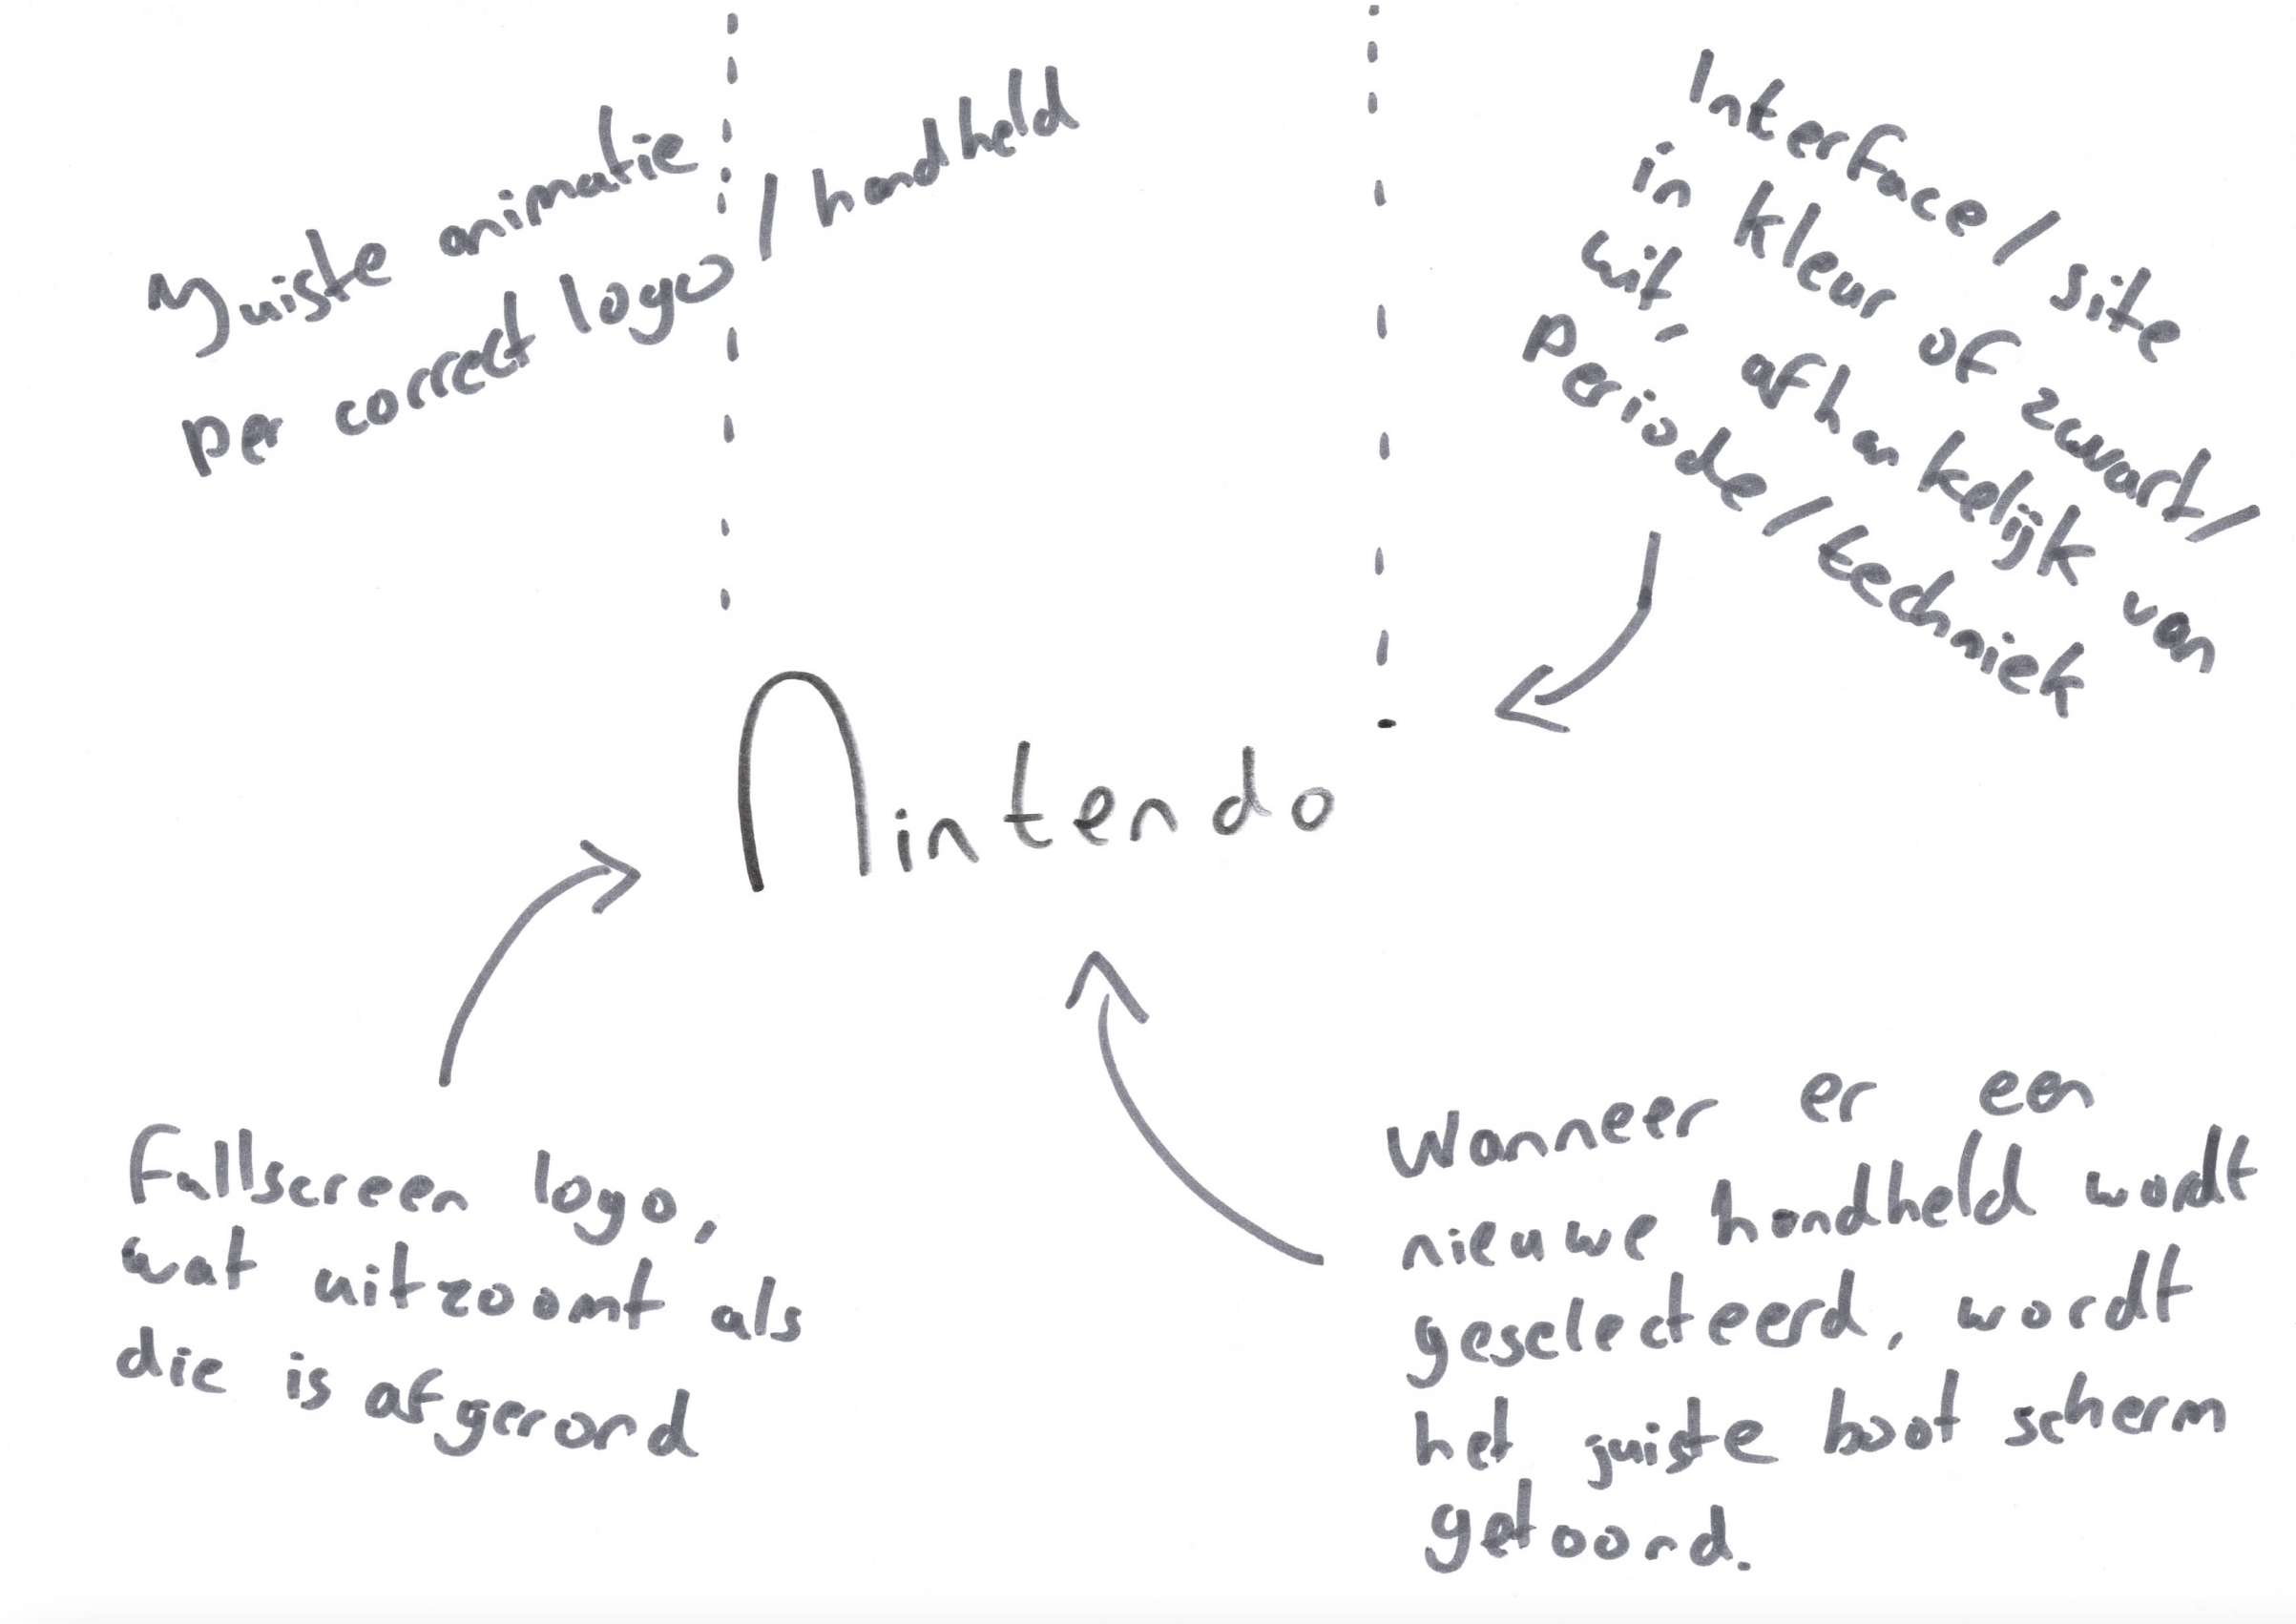 Juiste animatie
per correct logo / handheld
Interface / site
in kleur of zwart/
wit, afhankelijk van
periode / techniek
Nintendo
Fullscreen logo,
wat uitzoomt als
die is afgerond
Wanneer er een
nieuwe handheld wordt
geselecteerd, wordt
het juiste boot scherm
getoond.